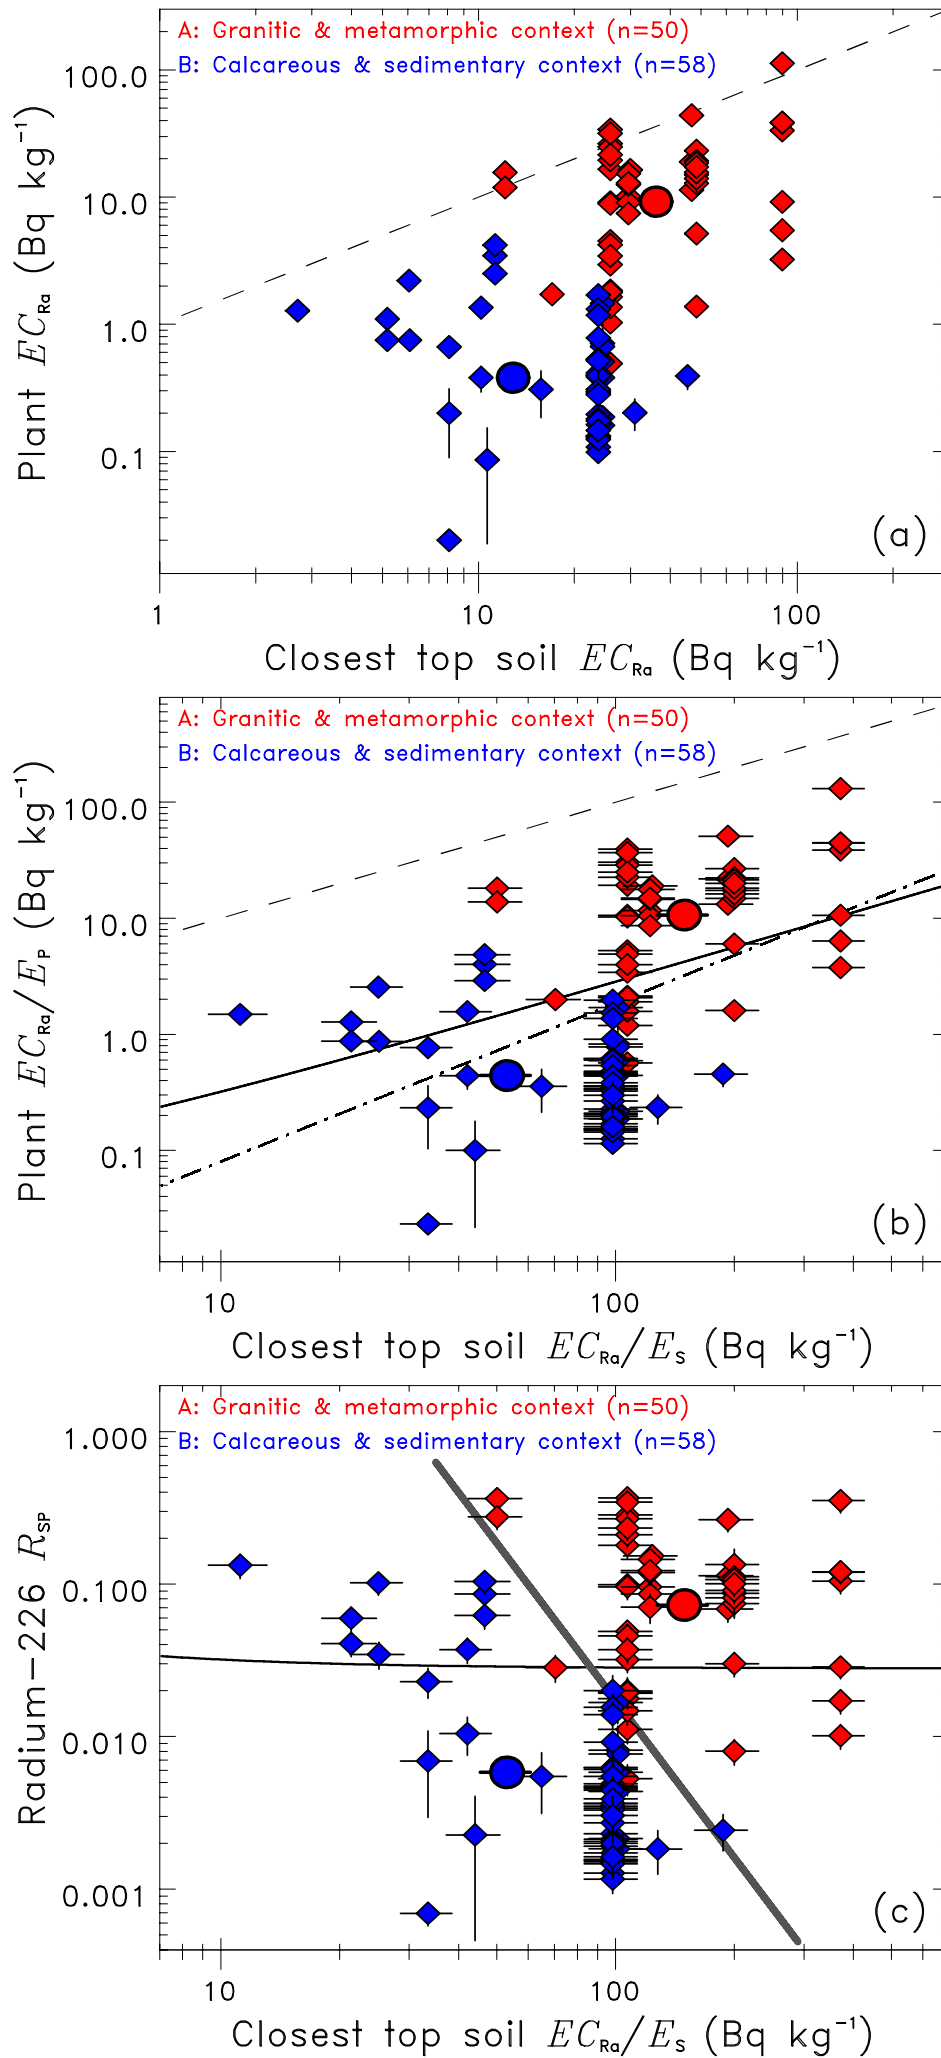 A: Granitic & metamorphic context (n=50)
B: Calcareous & sedimentary context (n=58)
100.0
10.0
1.0
0.1
Plant EC_Ra (Bq kg⁻¹)
(a)
1 10 100
Closest top soil EC_Ra (Bq kg⁻¹)
A: Granitic & metamorphic context (n=50)
B: Calcareous & sedimentary context (n=58)
100.0
10.0
1.0
0.1
Plant EC_Ra/E_P (Bq kg⁻¹)
(b)
10 100
Closest top soil EC_Ra/E_S (Bq kg⁻¹)
A: Granitic & metamorphic context (n=50)
B: Calcareous & sedimentary context (n=58)
1.000
0.100
0.010
0.001
Radium−226 R_SP
(c)
10 100
Closest top soil EC_Ra/E_S (Bq kg⁻¹)